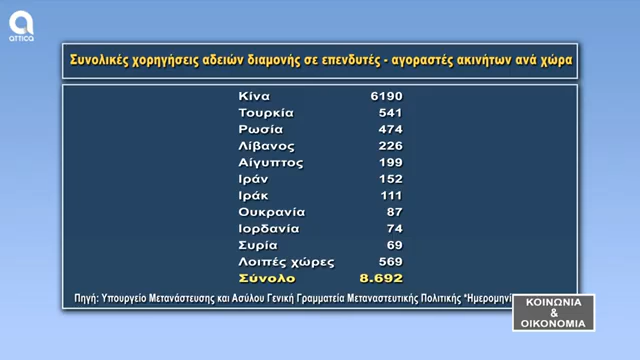 attica
Συνολικές χορηγήσεις αδειών διαμονής σε επενδυτές - αγοραστές ακινήτων ανά χώρα
Κίνα 6190
Τουρκία 541
Ρωσία 474
Λίβανος 226
Αίγυπτος 199
Ιράν 152
Ιράκ 111
Ουκρανία 87
Ιορδανία 74
Συρία 69
Λοιπές χώρες 569
Σύνολο 8.692
Πηγή: Υπουργείο Μετανάστευσης και Ασύλου Γενική Γραμματεία Μεταναστευτικής Πολιτικής
ΚΟΙΝΩΝΙΑ
&
ΟΙΚΟΝΟΜΙΑ